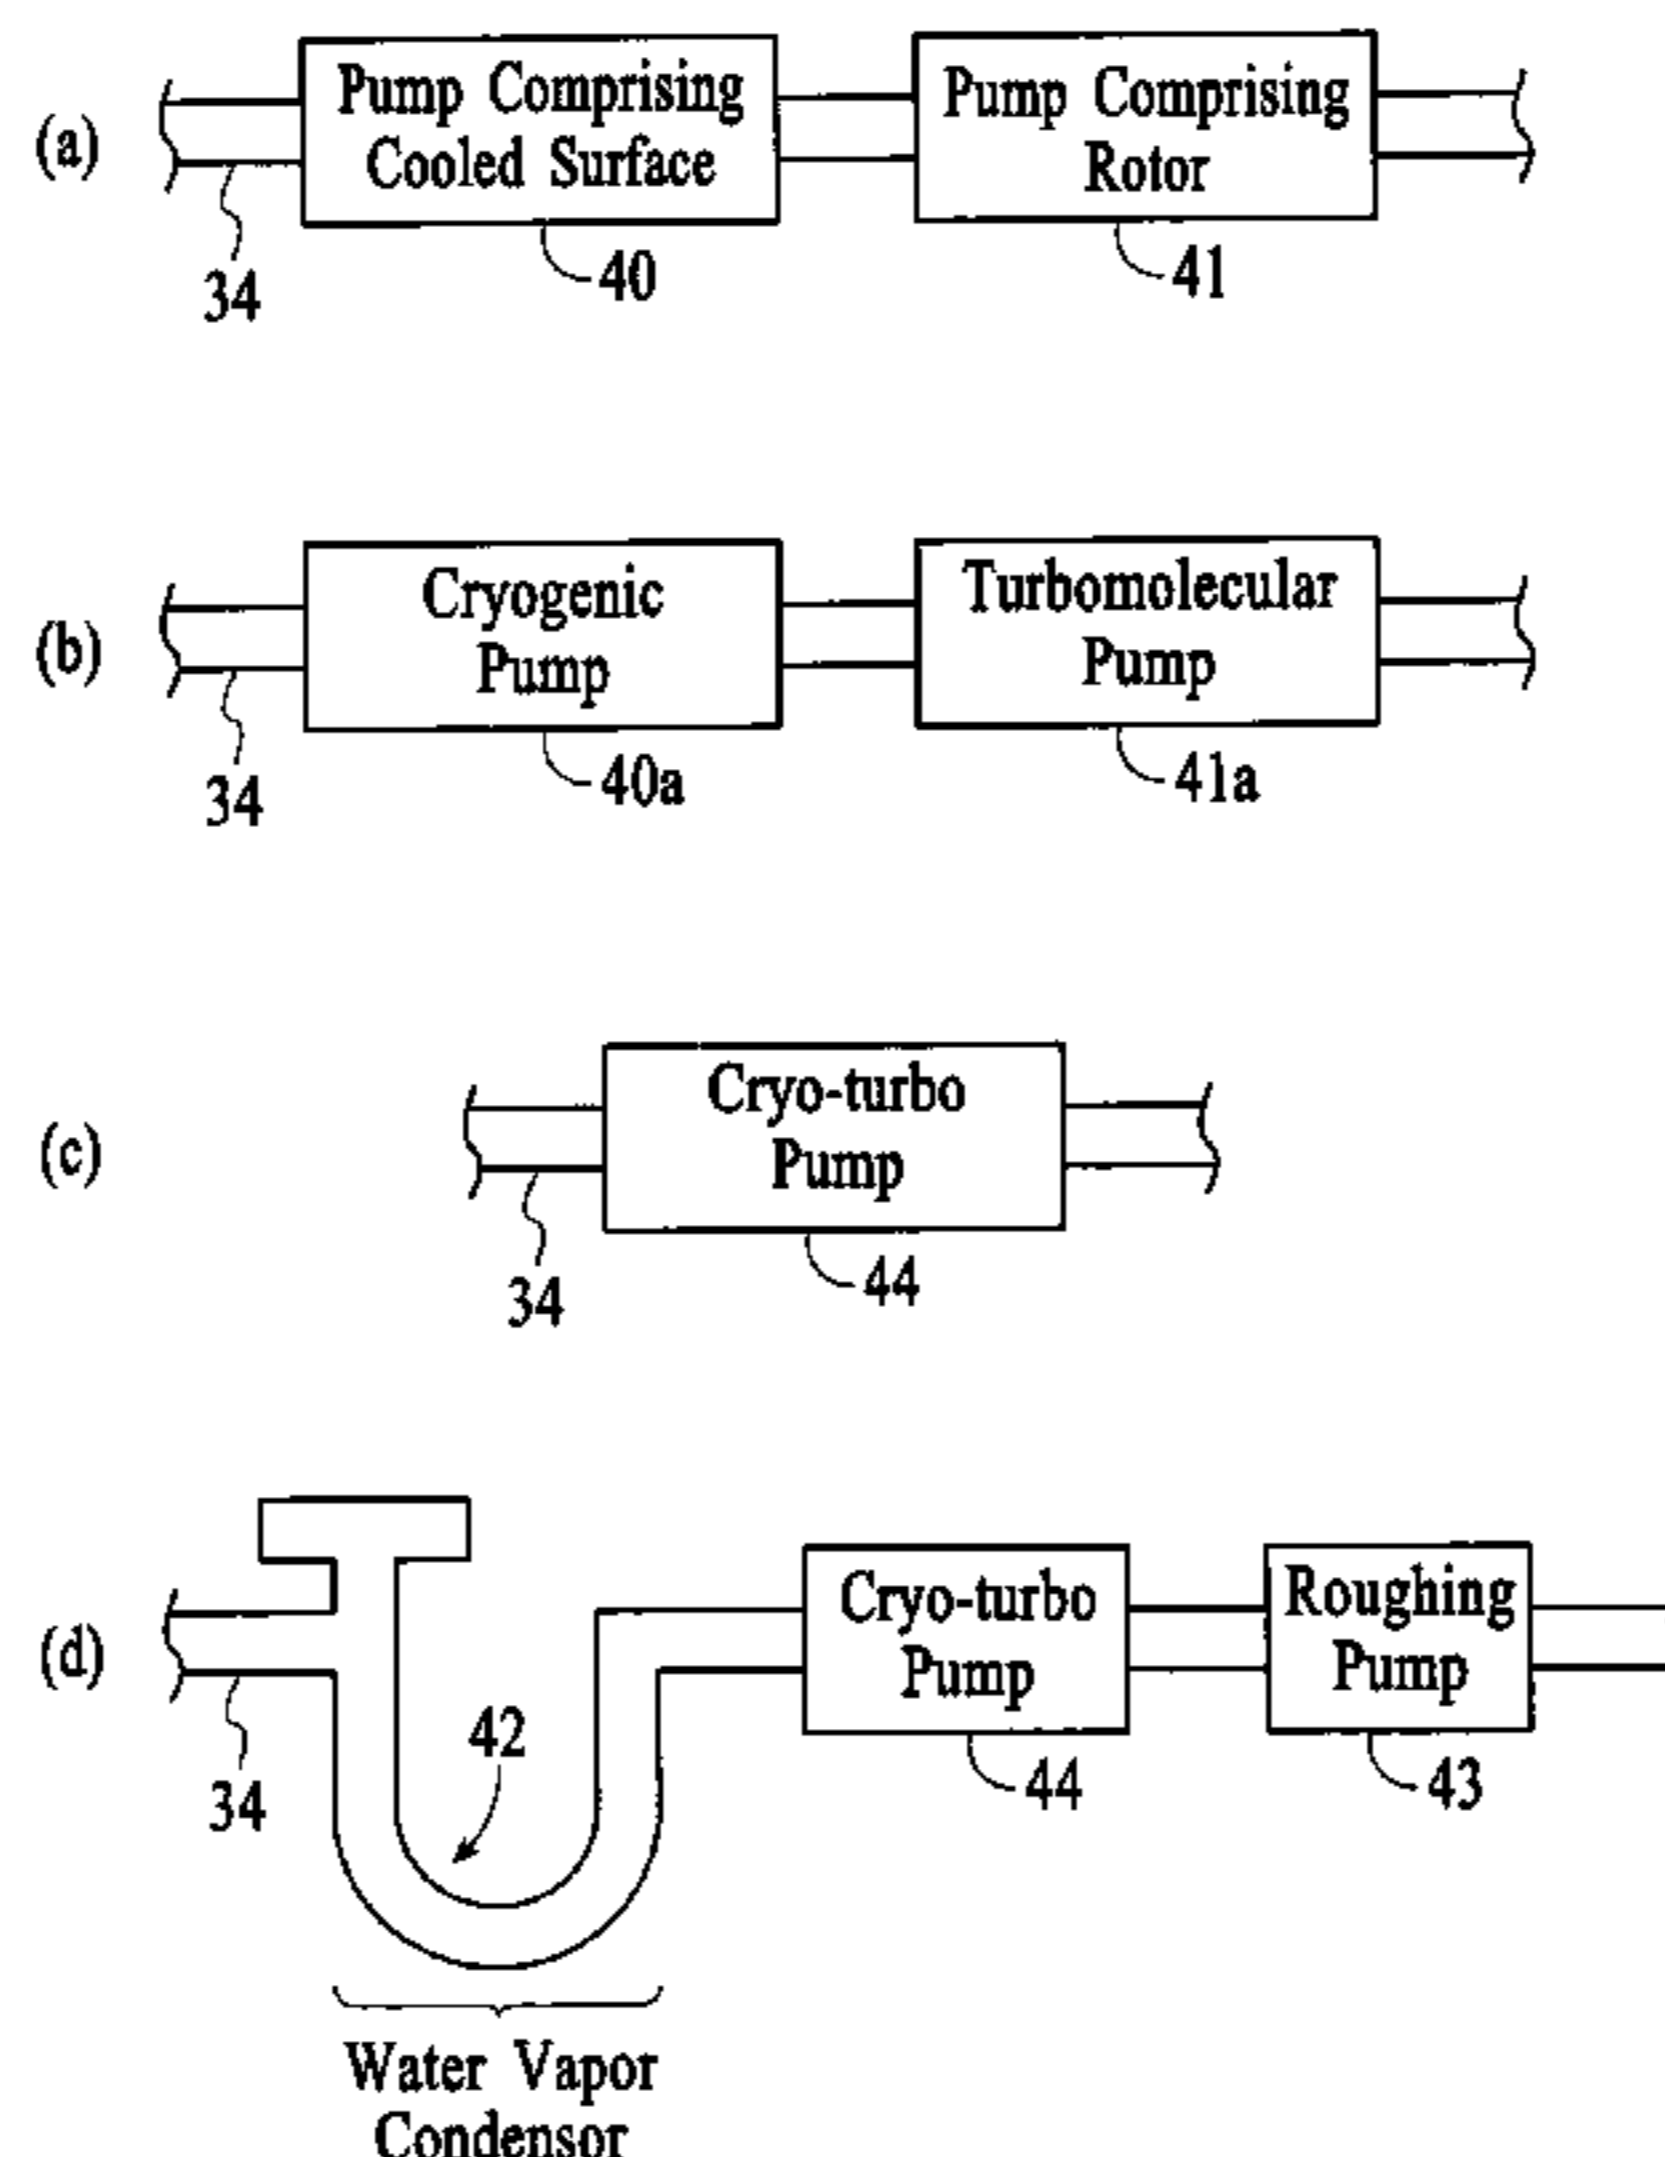 (a)
Pump Comprising
Cooled Surface
Pump Comprising
Rotor
34
40
41
(b)
Cryogenic
Pump
Turbomolecular
Pump
34
40a
41a
(c)
Cryo-turbo
Pump
34
44
(d)
Cryo-turbo
Pump
Roughing
Pump
34
42
44
43
Water Vapor
Condensor